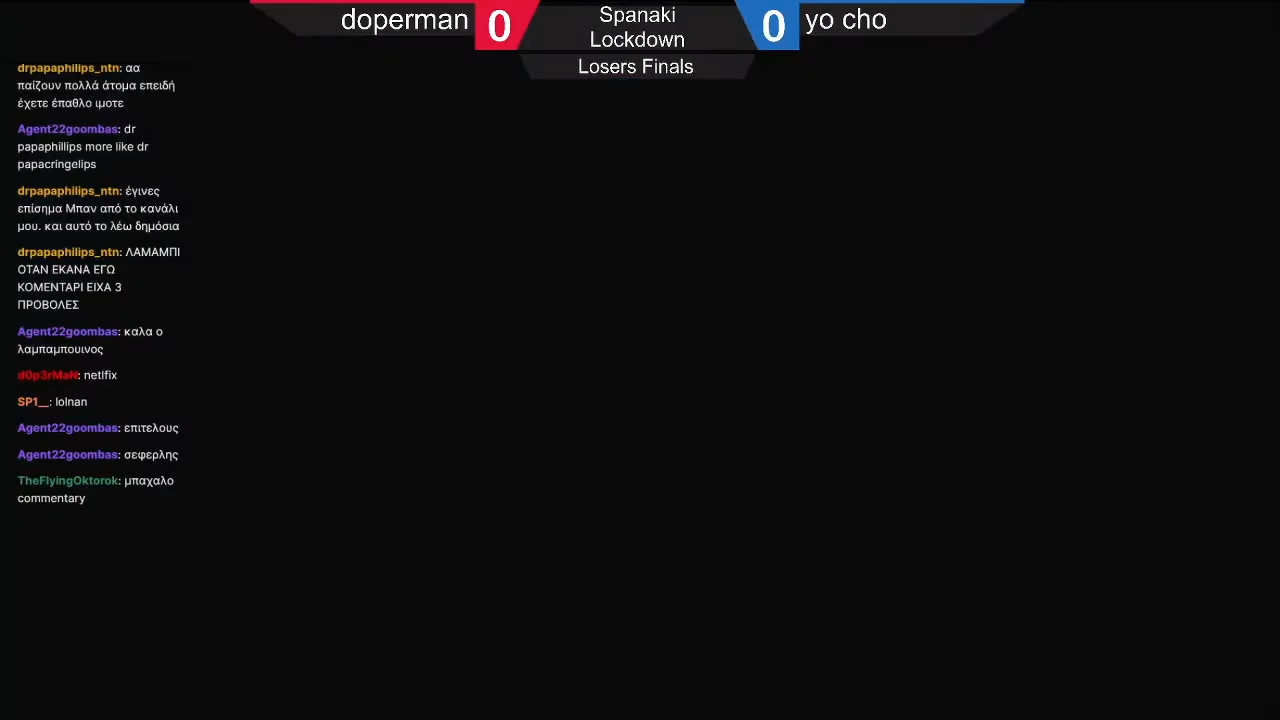 doperman 0 Spanaki 0 yo cho
Lockdown
Losers Finals
drpapaphilips_ntn: αα
παίζουν πολλά άτομα επειδή
έχετε έπαθλο ιμοτε
Agent22goombas: dr
papaphillips more like dr
papacringelips
drpapaphilips_ntn: έγινες
επίσημα Μπαν από το κανάλι
μου. και αυτό το λέω δημόσια
drpapaphilips_ntn: ΛΑΜΑΜΠΙ
ΟΤΑΝ ΕΚΑΝΑ ΕΓΩ
ΚΟΜΕΝΤΑΡΙ ΕΙΧΑ 3
ΠΡΟΒΟΛΕΣ
Agent22goombas: καλα ο
λαμπαμπουινος
d0p3rMaN: netlfix
SP1__: lolnan
Agent22goombas: επιτελους
Agent22goombas: σεφερλης
TheFlyingOktorok: μπαχαλο
commentary